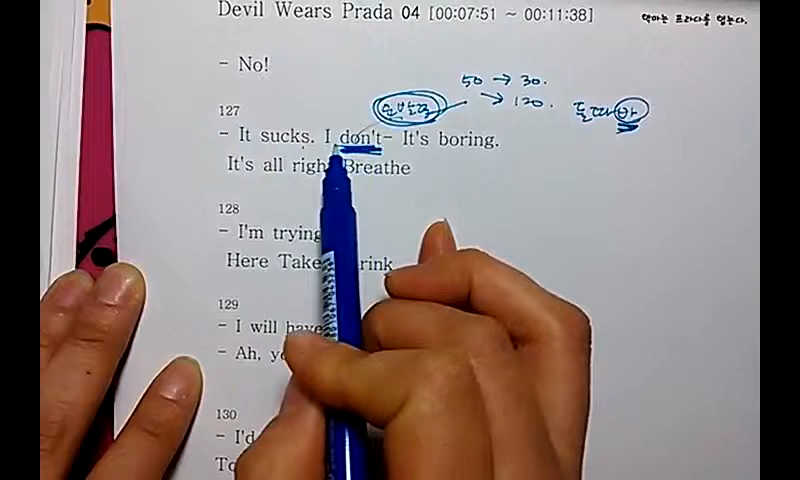 Devil Wears Prada 04 [00:07:51 ~ 00:11:38]
악마는 프라다를 입는다.
- No!
50 → 30.
→ 120.
127
- It sucks. I don't- It's boring.
It's all righ Breathe
128
- I'm trying
Here Take rink
129
- I will have
- Ah, ye
130
- I'd
To